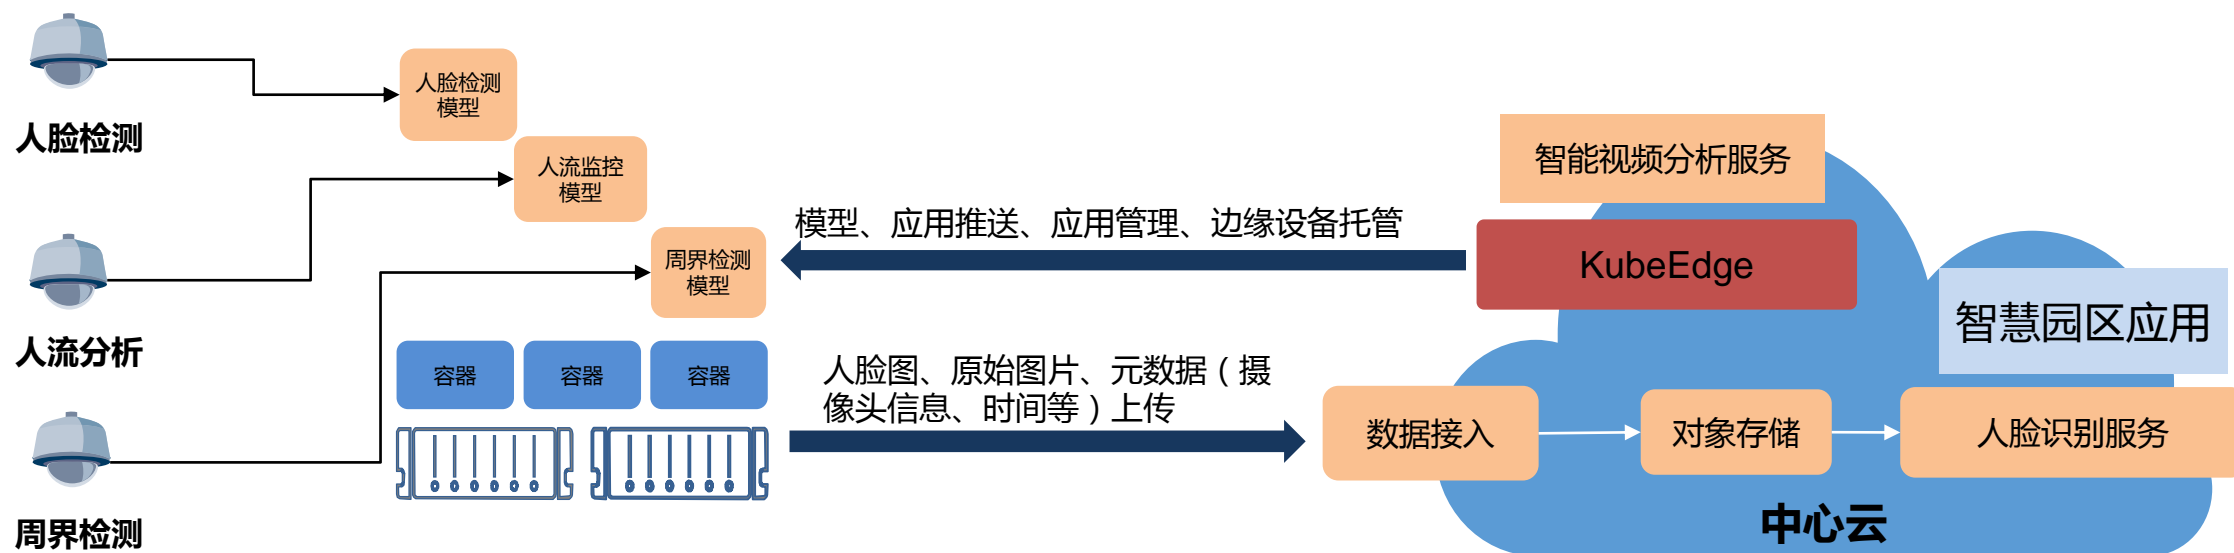 人脸检测
人流分析
周界检测
人脸检测
模型
人流监控
模型
周界检测
模型
容器
容器
容器
模型、应用推送、应用管理、边缘设备托管
人脸图、原始图片、元数据（摄
像头信息、时间等）上传
智能视频分析服务
KubeEdge
智慧园区应用
数据接入
对象存储
人脸识别服务
中心云